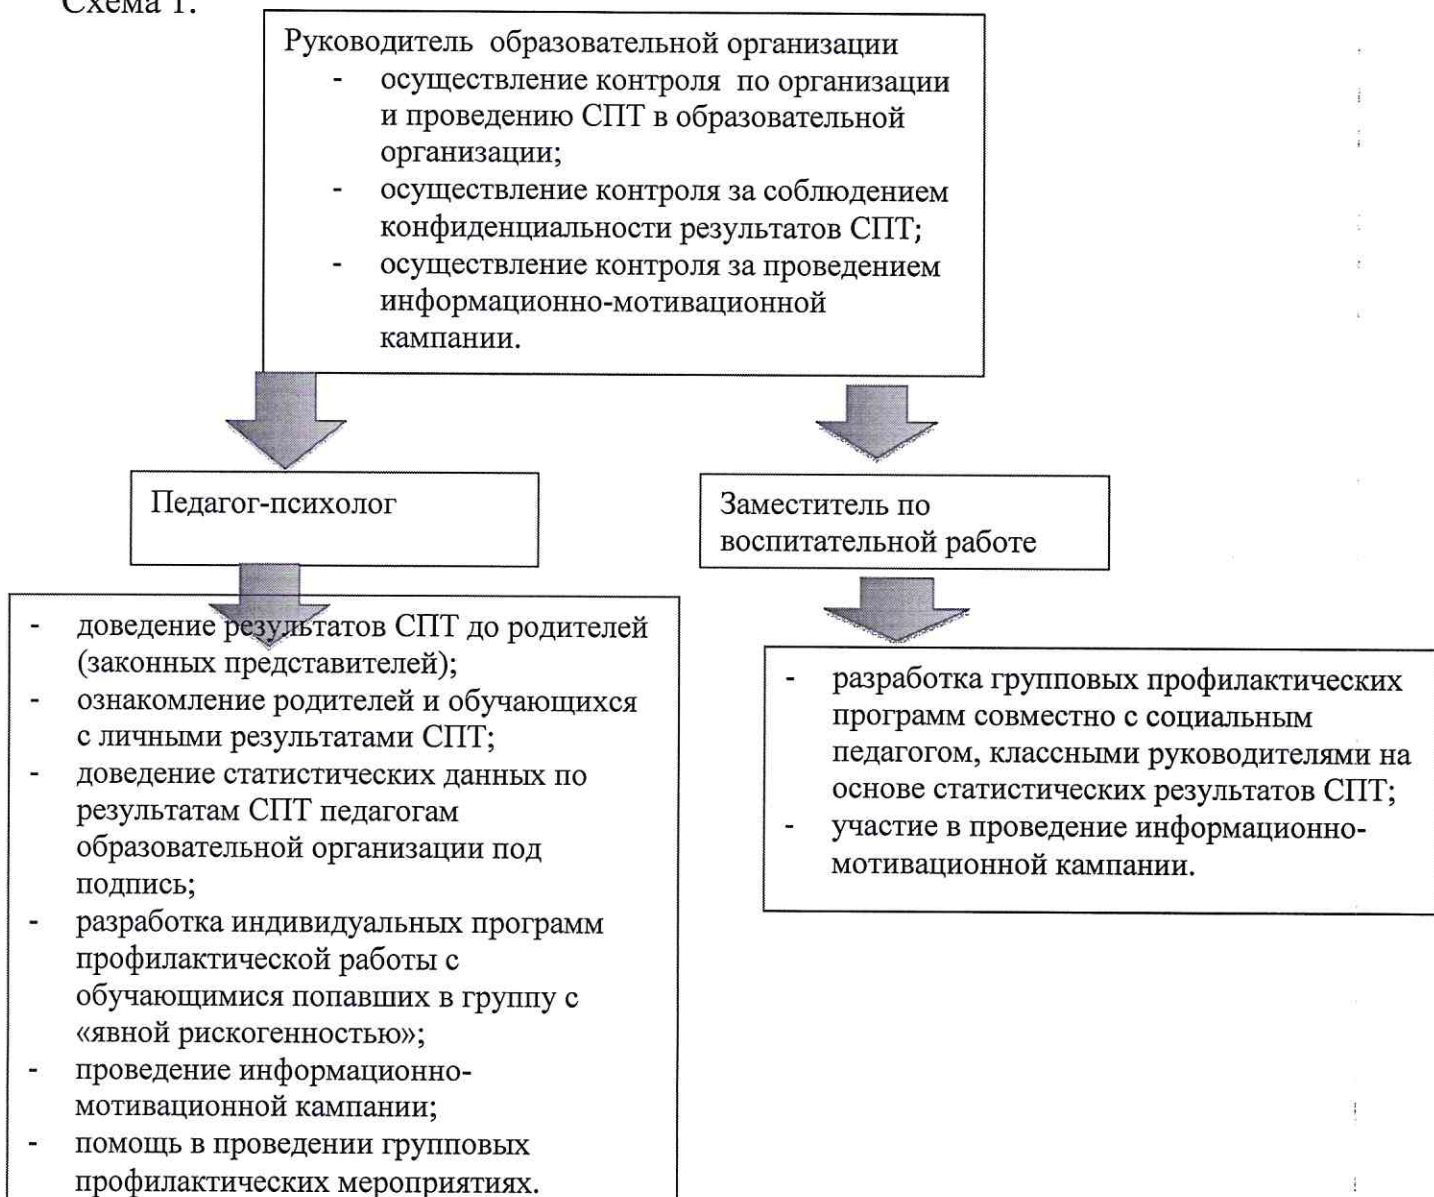 Схема 1.
Руководитель образовательной организации
- осуществление контроля по организации
и проведению СПТ в образовательной
организации;
- осуществление контроля за соблюдением
конфиденциальности результатов СПТ;
- осуществление контроля за проведением
информационно-мотивационной
кампании.
Педагог-психолог
Заместитель по
воспитательной работе
- доведение результатов СПТ до родителей
(законных представителей);
- ознакомление родителей и обучающихся
с личными результатами СПТ;
- доведение статистических данных по
результатам СПТ педагогам
образовательной организации под
подпись;
- разработка индивидуальных программ
профилактической работы с
обучающимися попавших в группу с
«явной рискогенностью»;
- проведение информационно-
мотивационной кампании;
- помощь в проведении групповых
профилактических мероприятиях.
- разработка групповых профилактических
программ совместно с социальным
педагогом, классными руководителями на
основе статистических результатов СПТ;
- участие в проведение информационно-
мотивационной кампании.